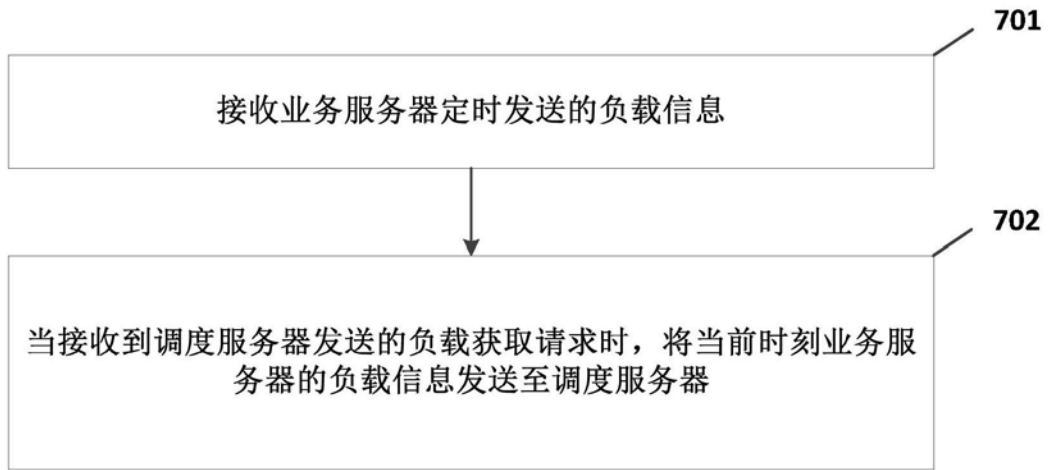 701
接收业务服务器定时发送的负载信息
702
当接收到调度服务器发送的负载获取请求时，将当前时刻业务服
务器的负载信息发送至调度服务器